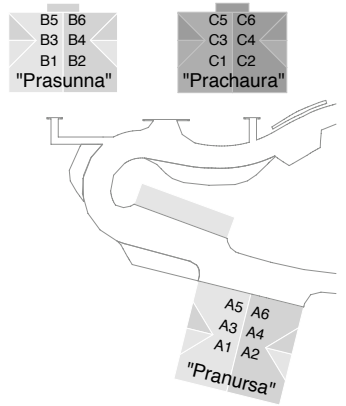 B5 B6
B3 B4
B1 B2
"Prasunna"
C5 C6
C3 C4
C1 C2
"Prachaura"
A5 A6
A3 A4
A1 A2
"Pranursa"